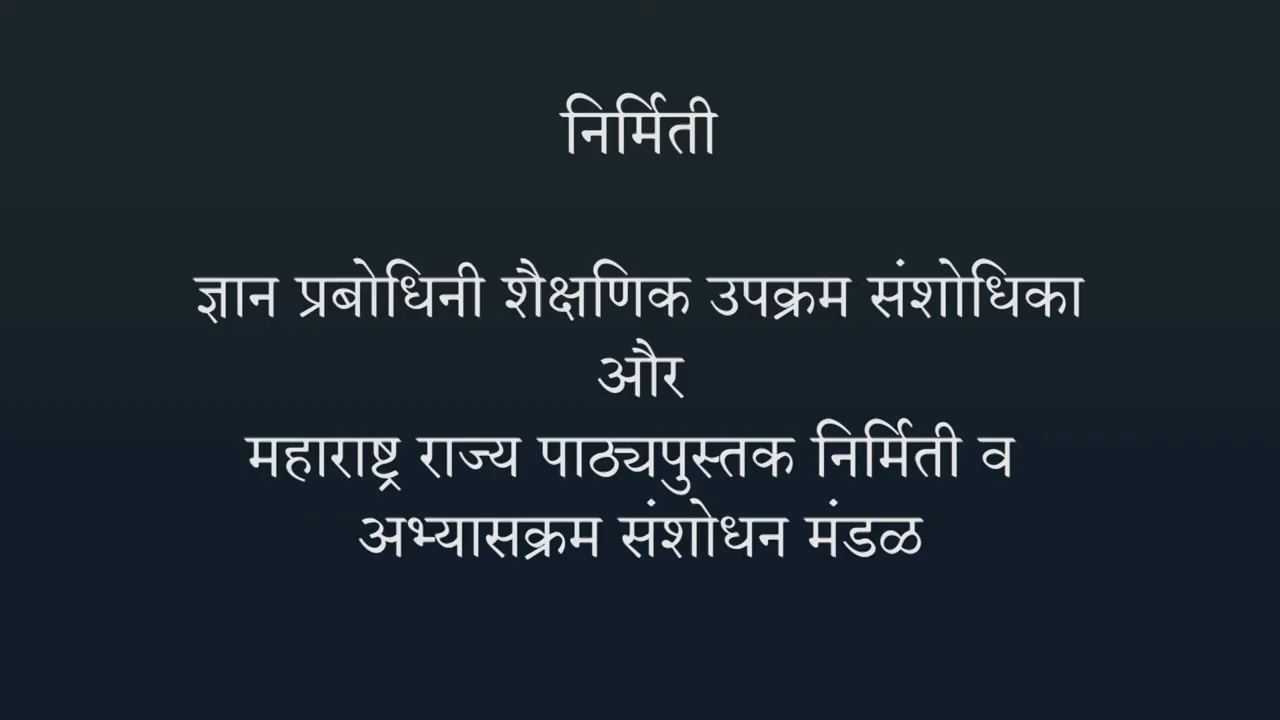 निर्मिती
ज्ञान प्रबोधिनी शैक्षणिक उपक्रम संशोधिका
और
महाराष्ट्र राज्य पाठ्यपुस्तक निर्मिती व
अभ्यासक्रम संशोधन मंडळ